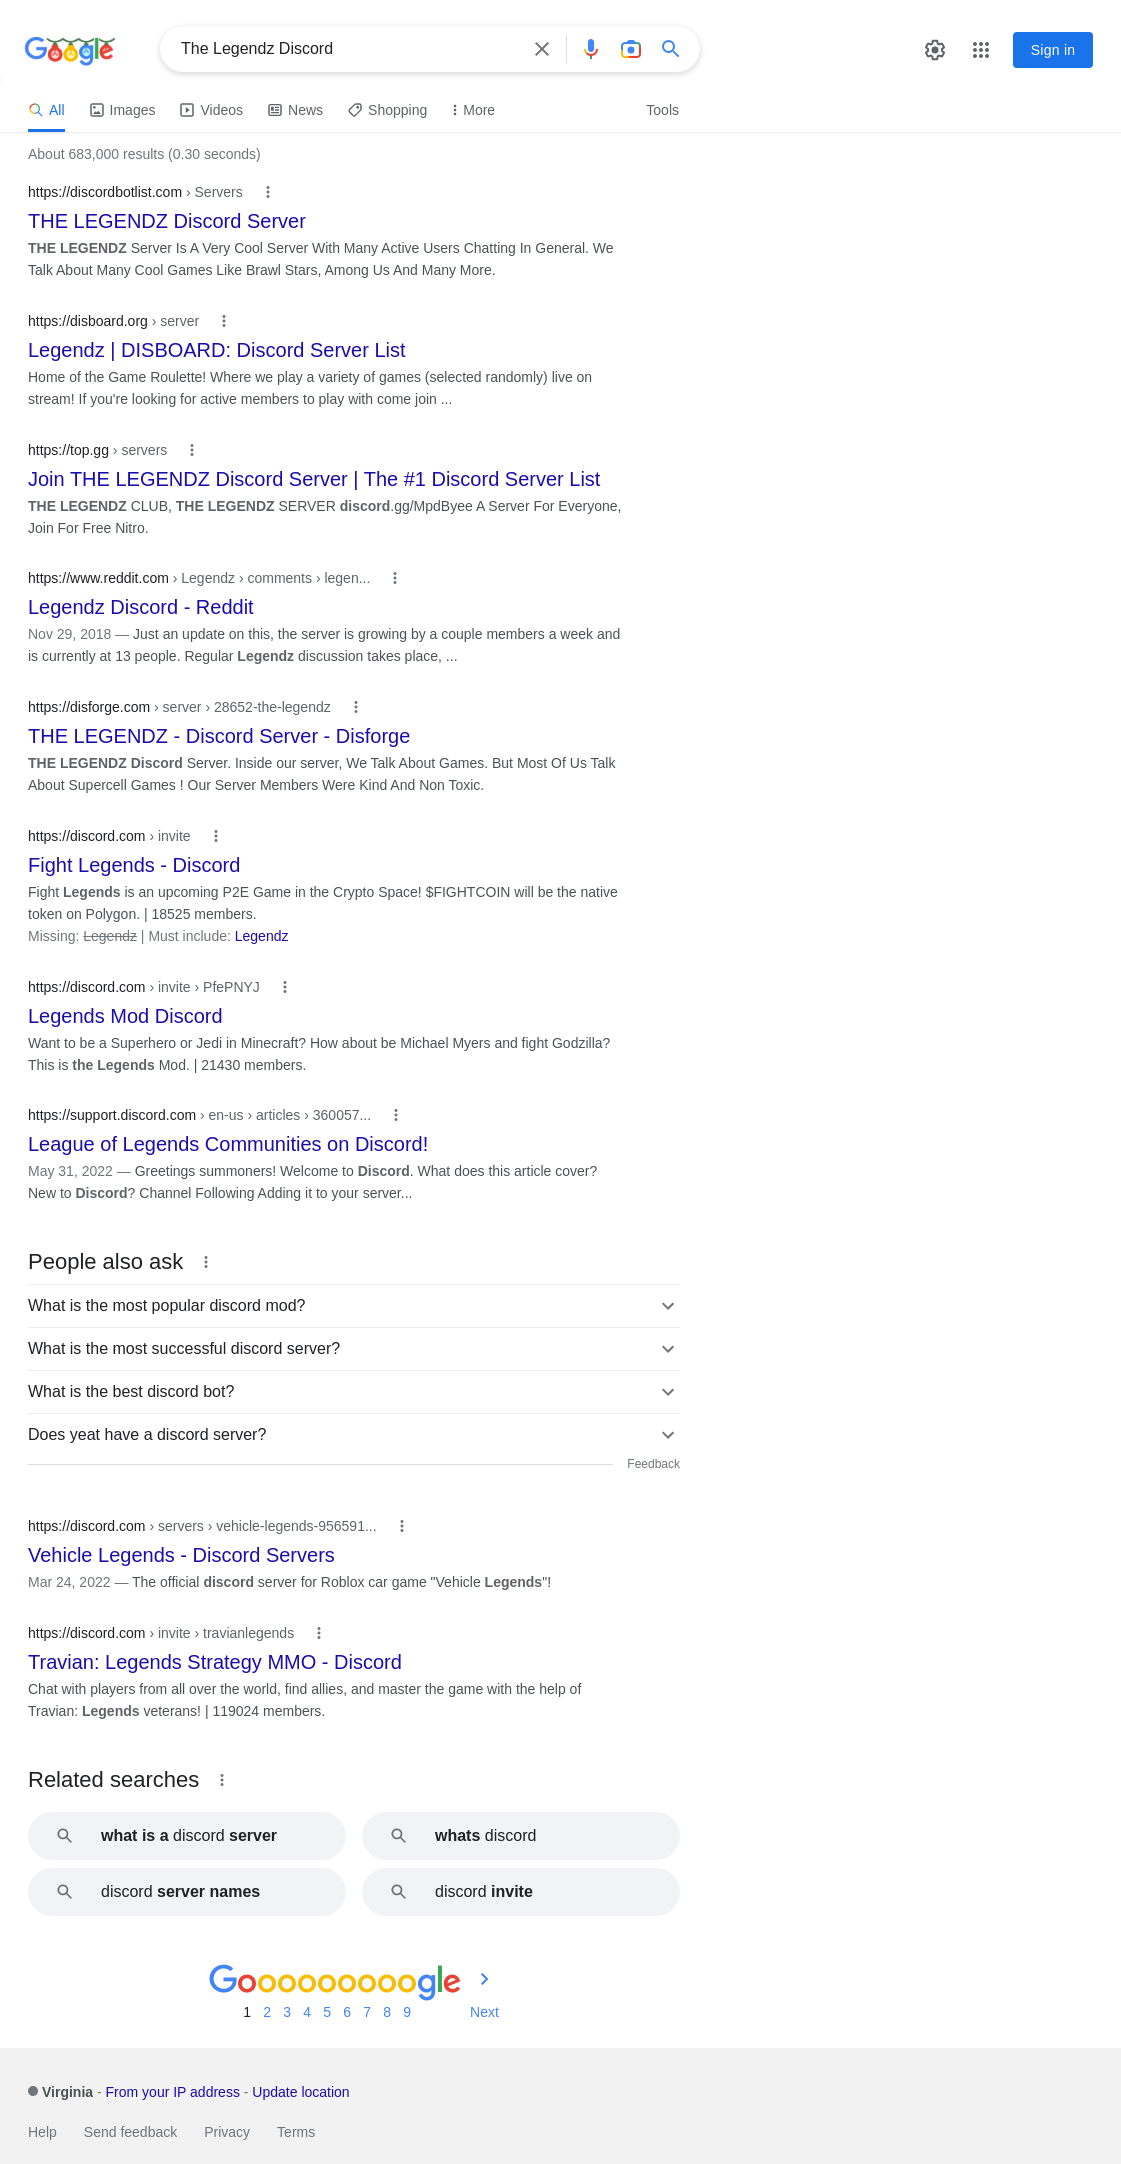 Google
The Legendz Discord
Sign in
All Images Videos News Shopping More Tools
About 683,000 results (0.30 seconds)
https://discordbotlist.com › Servers
THE LEGENDZ Discord Server
THE LEGENDZ Server Is A Very Cool Server With Many Active Users Chatting In General. We
Talk About Many Cool Games Like Brawl Stars, Among Us And Many More.
https://disboard.org › server
Legendz | DISBOARD: Discord Server List
Home of the Game Roulette! Where we play a variety of games (selected randomly) live on
stream! If you're looking for active members to play with come join ...
https://top.gg › servers
Join THE LEGENDZ Discord Server | The #1 Discord Server List
THE LEGENDZ CLUB, THE LEGENDZ SERVER discord.gg/MpdByee A Server For Everyone,
Join For Free Nitro.
https://www.reddit.com › Legendz › comments › legen...
Legendz Discord - Reddit
Nov 29, 2018 — Just an update on this, the server is growing by a couple members a week and
is currently at 13 people. Regular Legendz discussion takes place, ...
https://disforge.com › server › 28652-the-legendz
THE LEGENDZ - Discord Server - Disforge
THE LEGENDZ Discord Server. Inside our server, We Talk About Games. But Most Of Us Talk
About Supercell Games ! Our Server Members Were Kind And Non Toxic.
https://discord.com › invite
Fight Legends - Discord
Fight Legends is an upcoming P2E Game in the Crypto Space! $FIGHTCOIN will be the native
token on Polygon. | 18525 members.
Missing: Legendz | Must include: Legendz
https://discord.com › invite › PfePNYJ
Legends Mod Discord
Want to be a Superhero or Jedi in Minecraft? How about be Michael Myers and fight Godzilla?
This is the Legends Mod. | 21430 members.
https://support.discord.com › en-us › articles › 360057...
League of Legends Communities on Discord!
May 31, 2022 — Greetings summoners! Welcome to Discord. What does this article cover?
New to Discord? Channel Following Adding it to your server...
People also ask
What is the most popular discord mod?
What is the most successful discord server?
What is the best discord bot?
Does yeat have a discord server?
Feedback
https://discord.com › servers › vehicle-legends-956591...
Vehicle Legends - Discord Servers
Mar 24, 2022 — The official discord server for Roblox car game "Vehicle Legends"!
https://discord.com › invite › travianlegends
Travian: Legends Strategy MMO - Discord
Chat with players from all over the world, find allies, and master the game with the help of
Travian: Legends veterans! | 119024 members.
Related searches
what is a discord server
whats discord
discord server names
discord invite
Gooooooooogle
1 2 3 4 5 6 7 8 9 Next
Virginia - From your IP address - Update location
Help Send feedback Privacy Terms